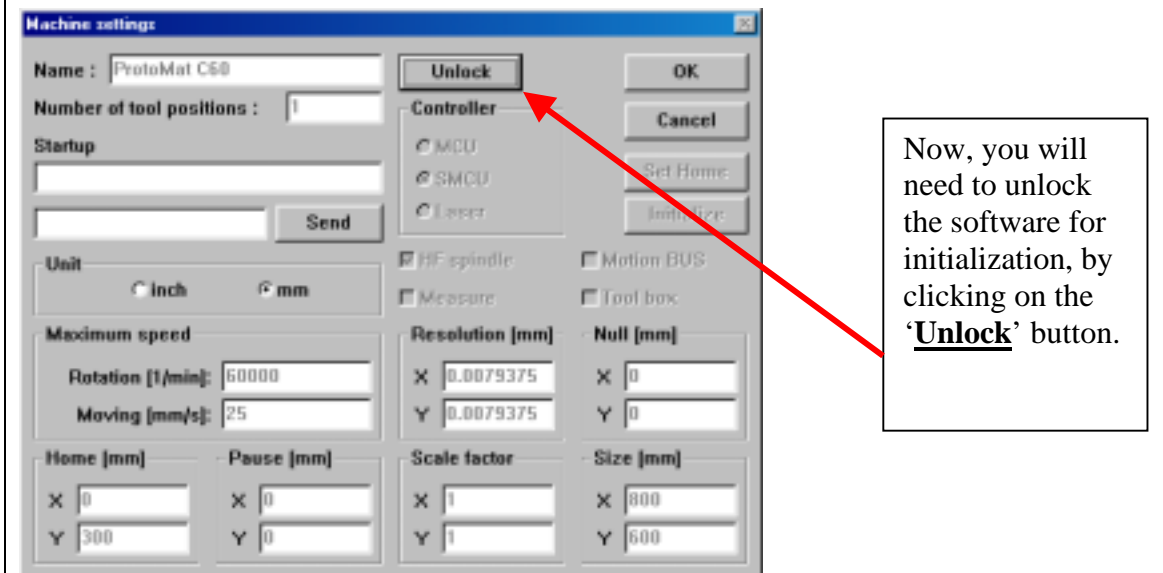 Machine settings
Name : ProtoMat C60
Unlock
OK
Number of tool positions : 1
Controller
Cancel
Startup
MCU
SMCU
Set Home
Laser
Initialize
Send
Unit
inch
mm
HF spindle
Motion BUS
Measure
Tool box
Maximum speed
Rotation [1/min]: 60000
Moving [mm/s]: 25
Resolution [mm]
X 0.0079375
Y 0.0079375
Null [mm]
X 0
Y 0
Home [mm]
X 0
Y 300
Pause [mm]
X 0
Y 0
Scale factor
X 1
Y 1
Size [mm]
X 800
Y 600
Now, you will
need to unlock
the software for
initialization, by
clicking on the
‘Unlock’ button.